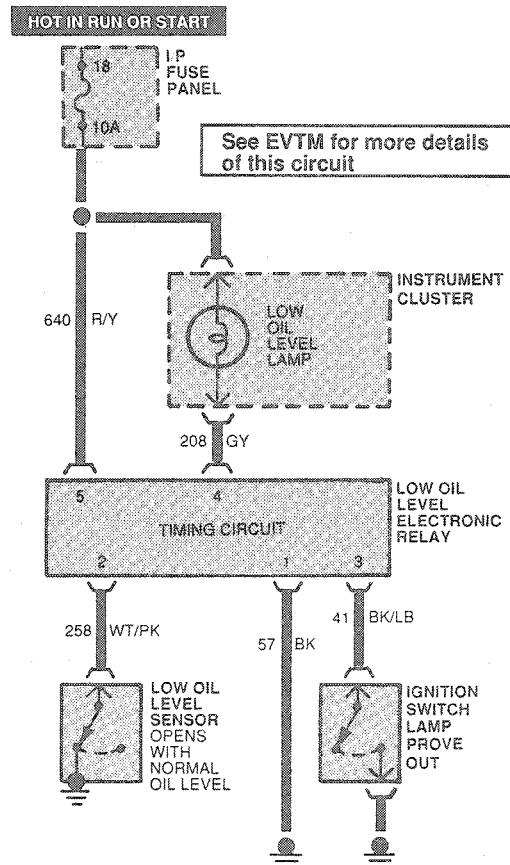 HOT IN RUN OR START
18
10A
I.P
FUSE
PANEL
See EVTM for more details
of this circuit
INSTRUMENT
CLUSTER
LOW
OIL
LEVEL
LAMP
640 R/Y
208 GY
5 4
LOW OIL
LEVEL
ELECTRONIC
RELAY
TIMING CIRCUIT
2 1 3
258 WT/PK
57 BK
41 BK/LB
LOW OIL
LEVEL
SENSOR
OPENS
WITH
NORMAL
OIL LEVEL
IGNITION
SWITCH
LAMP
PROVE
OUT